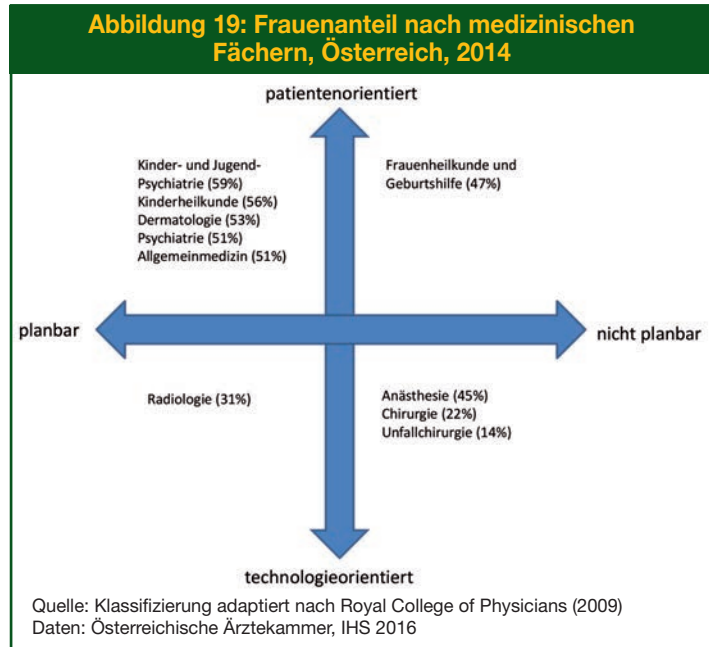 Abbildung 19: Frauenanteil nach medizinischen
Fächern, Österreich, 2014
patientenorientiert
Kinder- und Jugend-
Psychiatrie (59%)
Kinderheilkunde (56%)
Dermatologie (53%)
Psychiatrie (51%)
Allgemeinmedizin (51%)
Frauenheilkunde und
Geburtshilfe (47%)
planbar
nicht planbar
Radiologie (31%)
Anästhesie (45%)
Chirurgie (22%)
Unfallchirurgie (14%)
technologieorientiert
Quelle: Klassifizierung adaptiert nach Royal College of Physicians (2009)
Daten: Österreichische Ärztekammer, IHS 2016